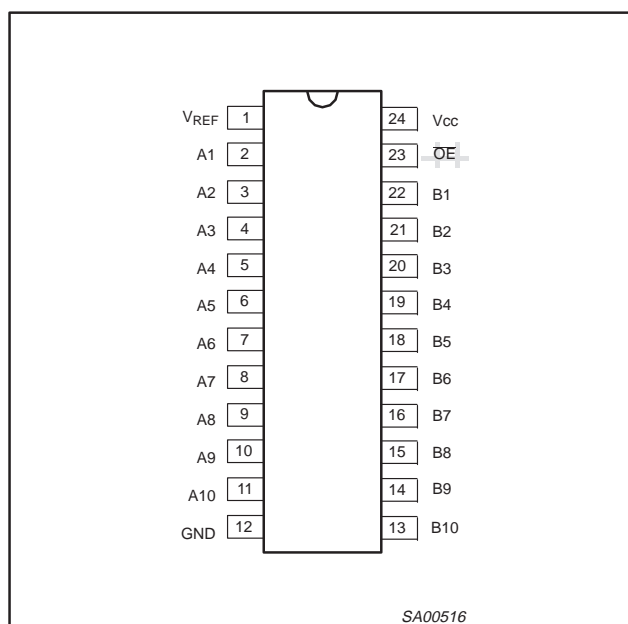 VREF 1 24 Vcc
A1 2 23 O̅E̅
A2 3 22 B1
A3 4 21 B2
A4 5 20 B3
A5 6 19 B4
A6 7 18 B5
A7 8 17 B6
A8 9 16 B7
A9 10 15 B8
A10 11 14 B9
GND 12 13 B10
SA00516